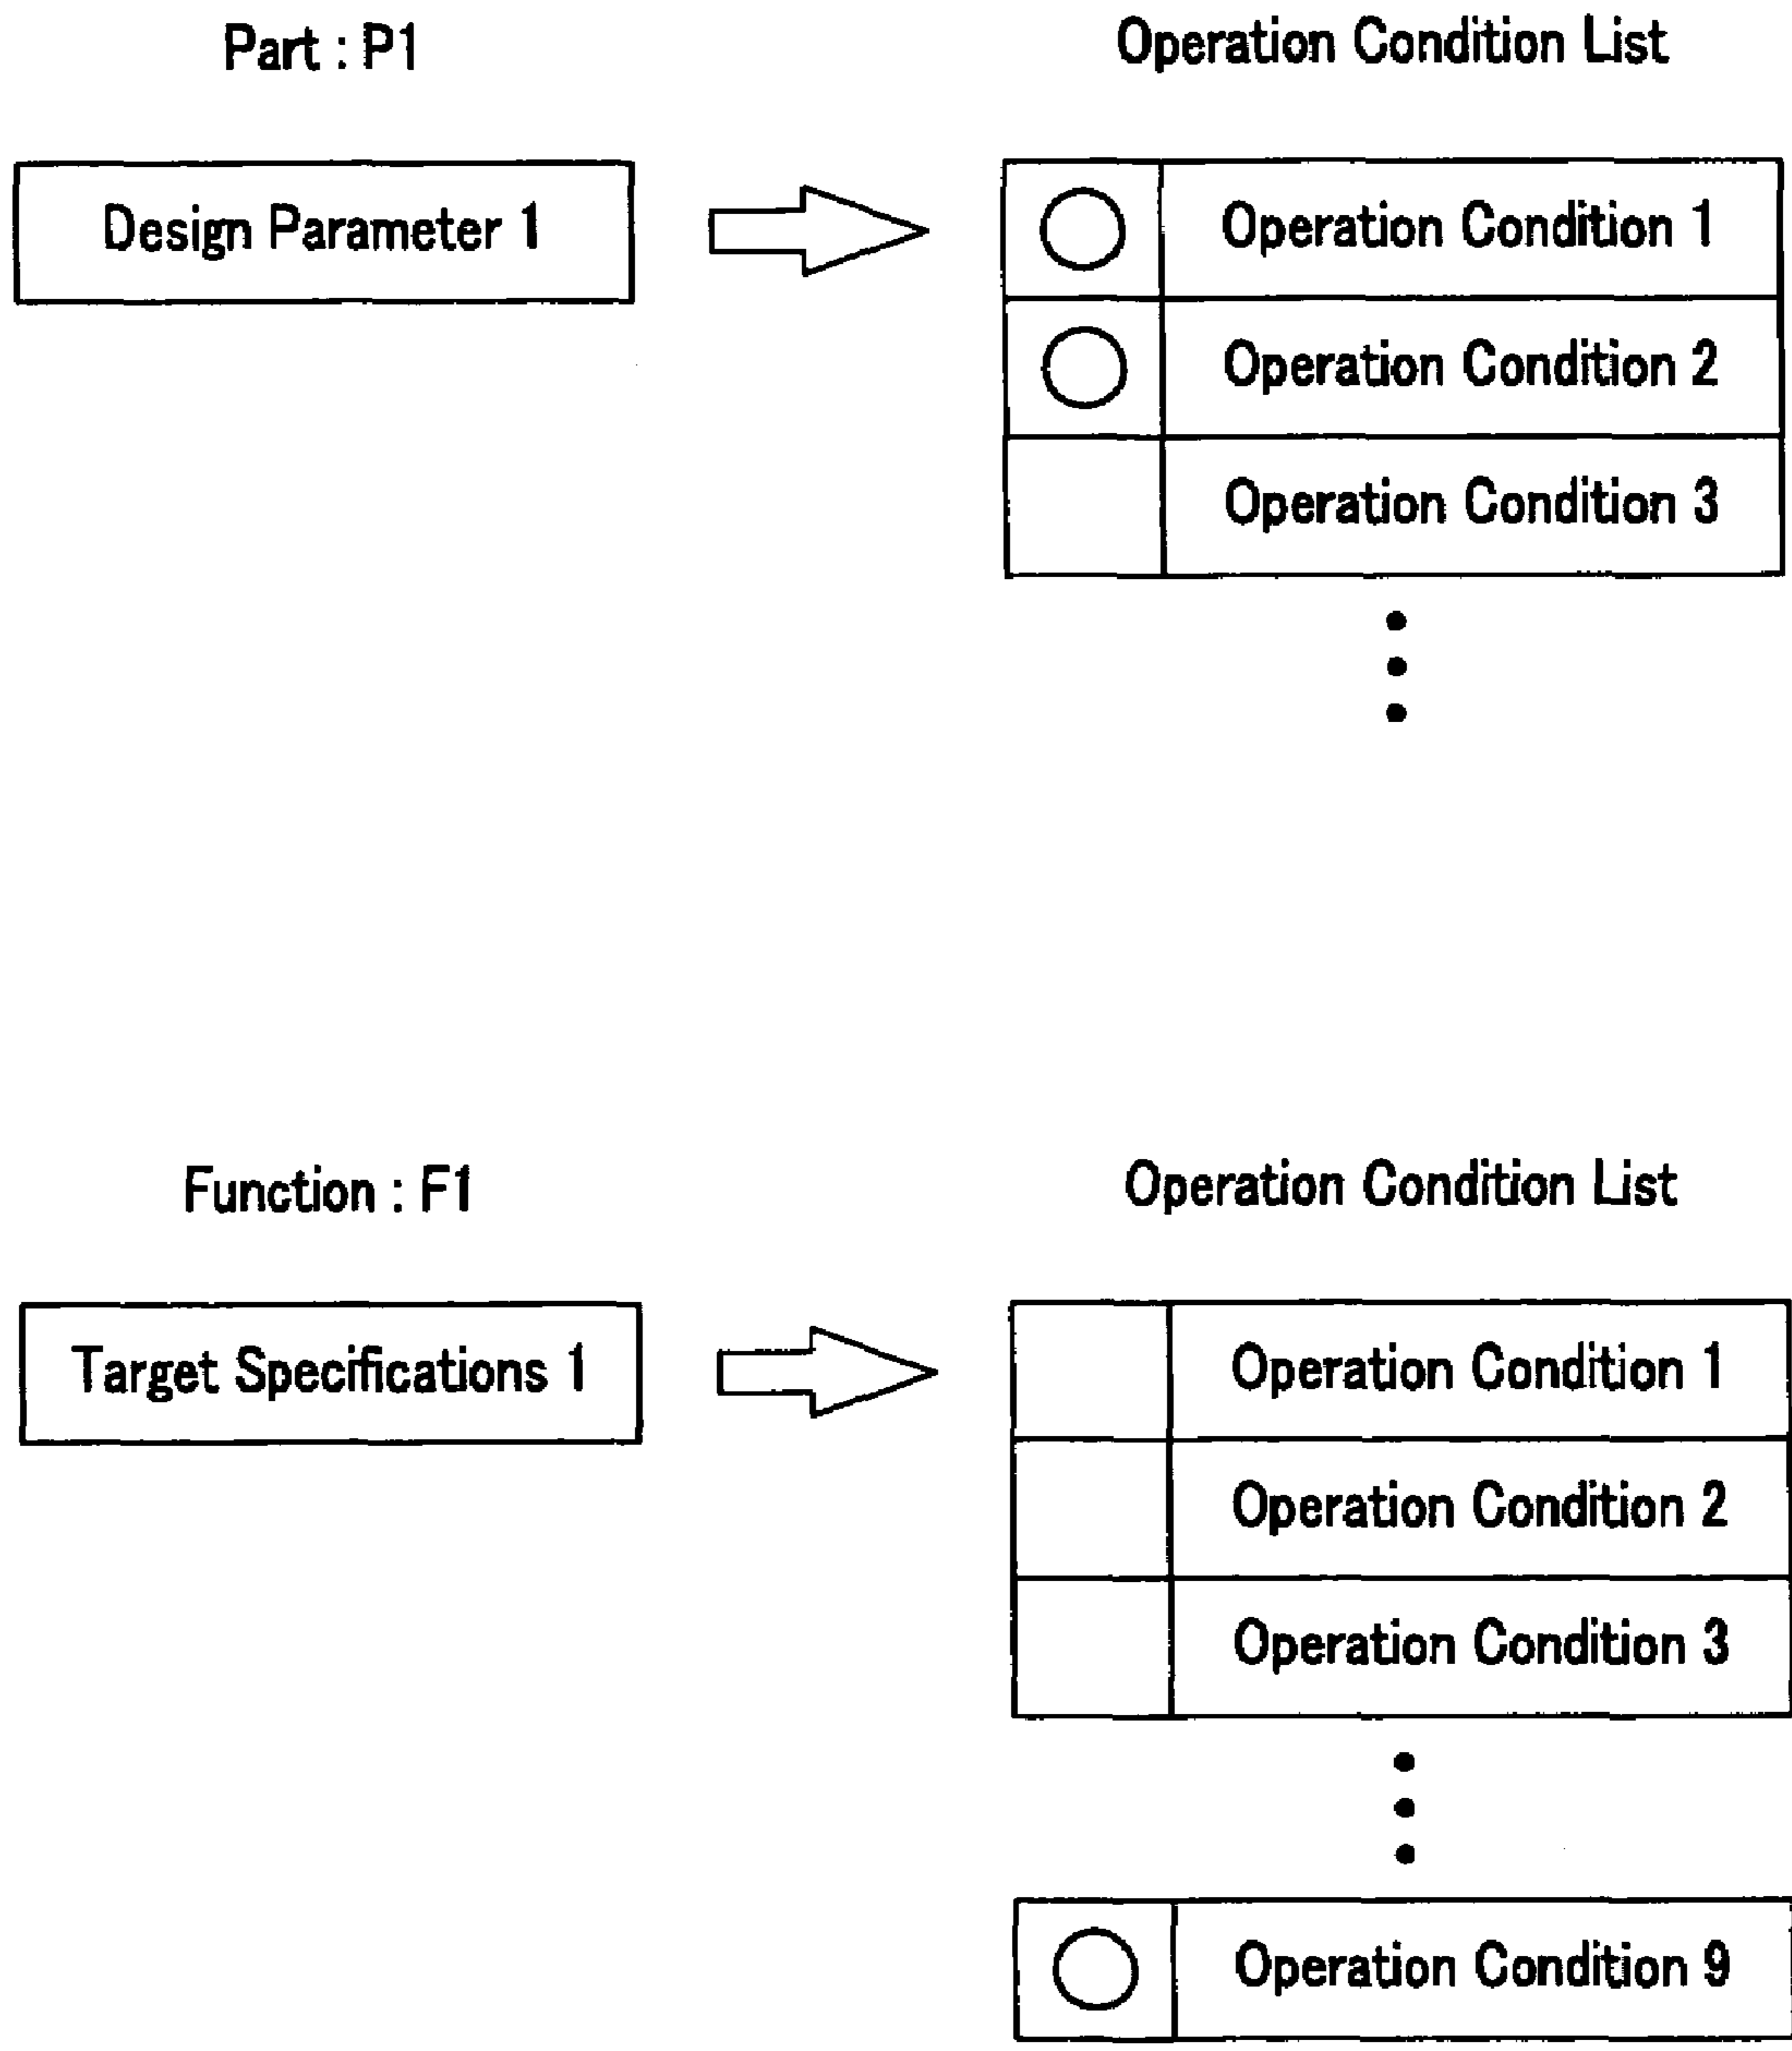 Part : P1
Operation Condition List
Design Parameter 1
Operation Condition 1
Operation Condition 2
Operation Condition 3
Function : F1
Operation Condition List
Target Specifications 1
Operation Condition 1
Operation Condition 2
Operation Condition 3
Operation Condition 9